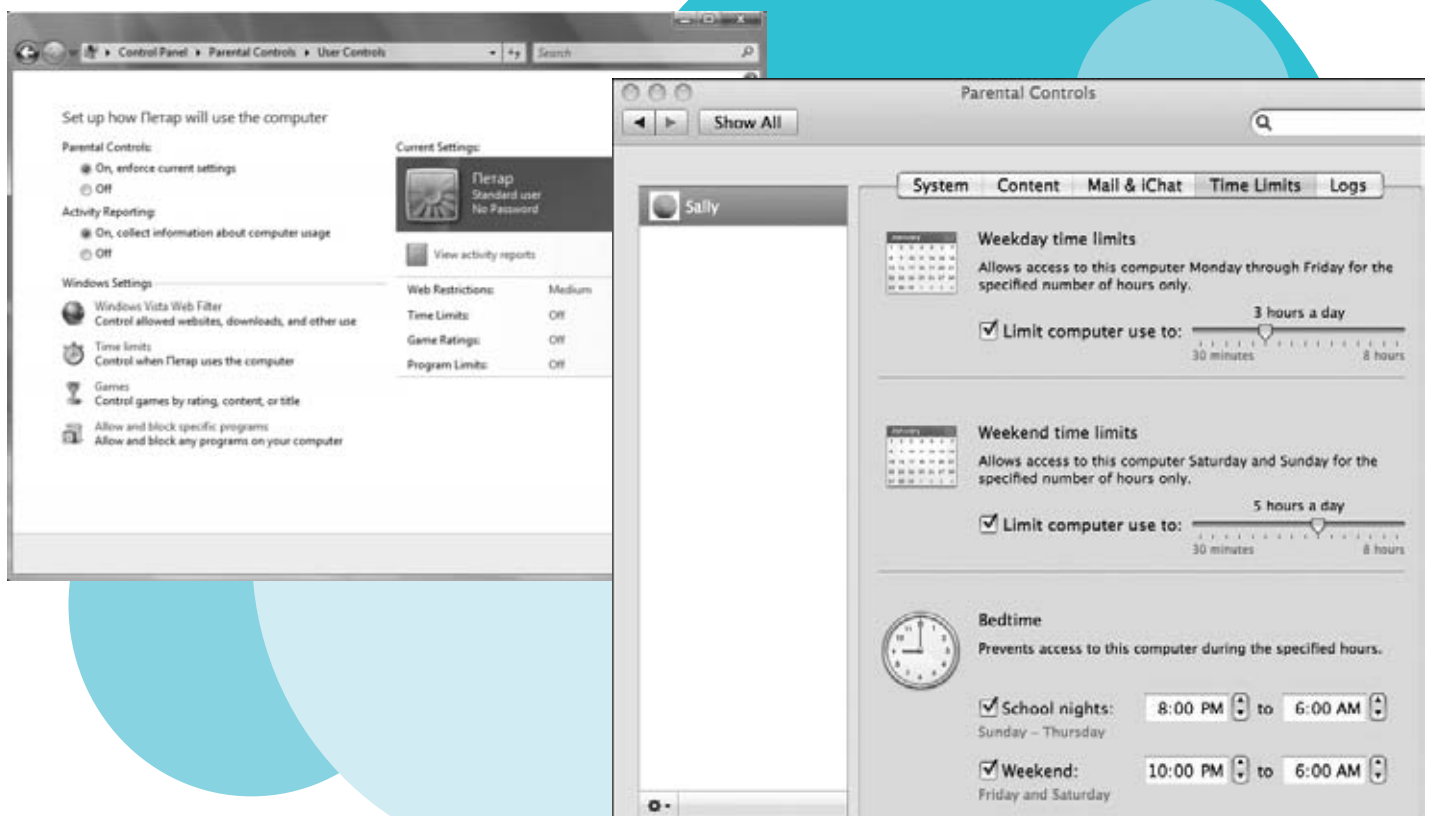 Control Panel ▸ Parental Controls ▸ User Controls
Search
Set up how Петар will use the computer
Parental Controls:
On, enforce current settings
Off
Activity Reporting:
On, collect information about computer usage
Off
Windows Settings
Windows Vista Web Filter
Control allowed websites, downloads, and other use
Time limits
Control when Петар uses the computer
Games
Control games by rating, content, or title
Allow and block specific programs
Allow and block any programs on your computer
Current Settings:
Петар
Standard user
No Password
View activity reports
Web Restrictions: Medium
Time Limits: Off
Game Ratings: Off
Program Limits: Off
Parental Controls
Show All
Sally
System Content Mail & iChat Time Limits Logs
Weekday time limits
Allows access to this computer Monday through Friday for the
specified number of hours only.
3 hours a day
Limit computer use to:
30 minutes 8 hours
Weekend time limits
Allows access to this computer Saturday and Sunday for the
specified number of hours only.
5 hours a day
Limit computer use to:
30 minutes 8 hours
Bedtime
Prevents access to this computer during the specified hours.
School nights: 8:00 PM to 6:00 AM
Sunday – Thursday
Weekend: 10:00 PM to 6:00 AM
Friday and Saturday